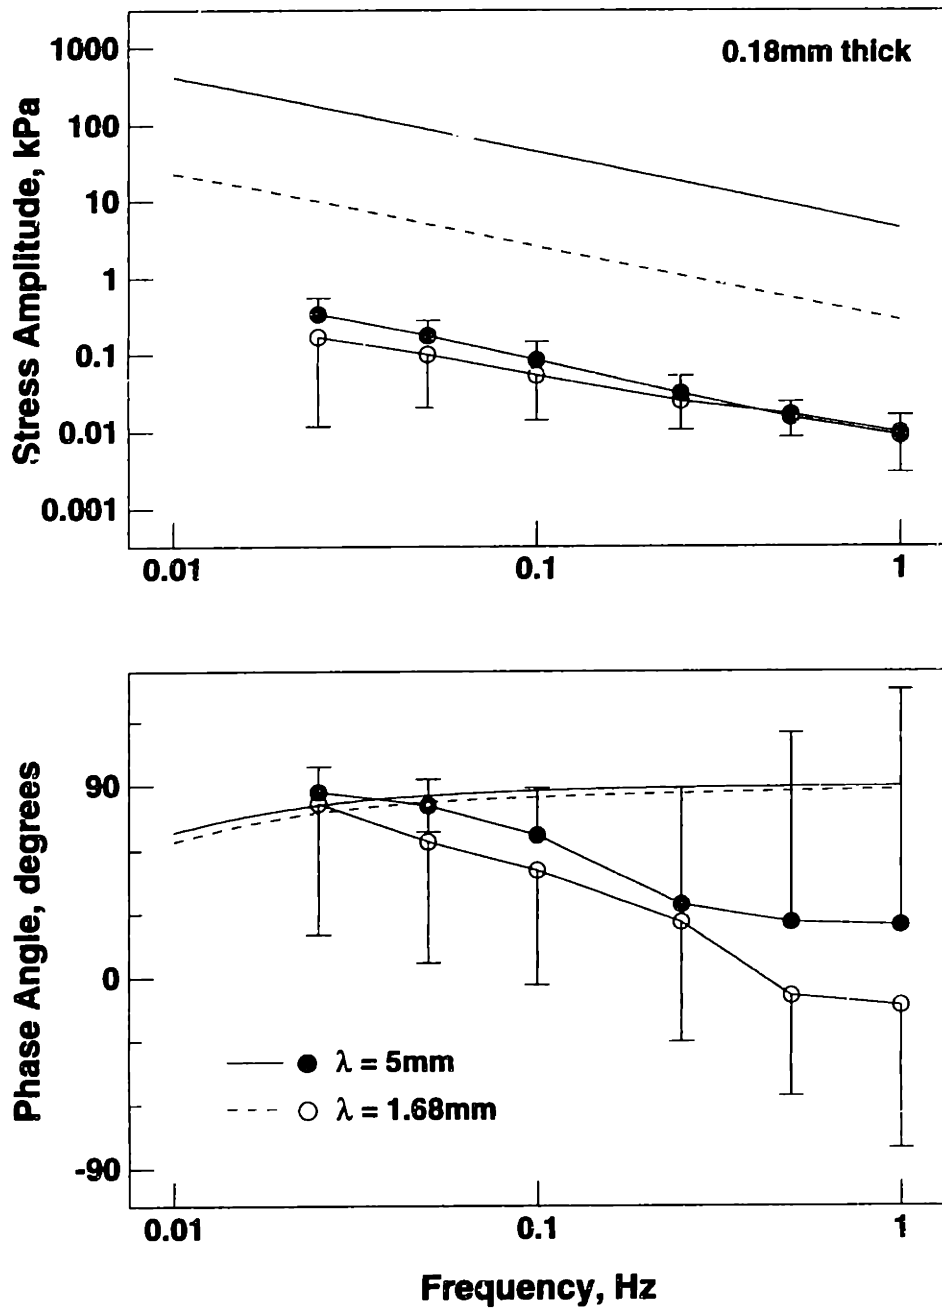 0.18mm thick
Stress Amplitude, kPa
1000
100
10
1
0.1
0.01
0.001
0.01
0.1
1
Phase Angle, degrees
90
0
-90
λ = 5mm
λ = 1.68mm
0.01
0.1
1
Frequency, Hz